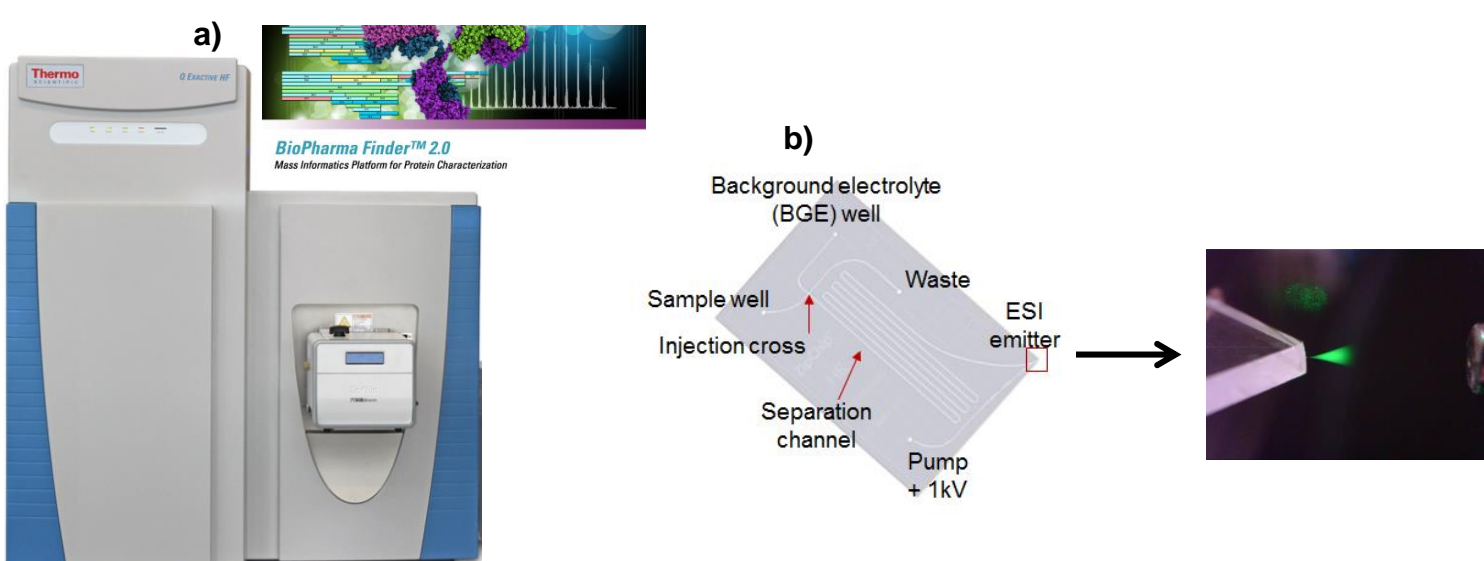 a)
Thermo
SCIENTIFIC
Q EXACTIVE HF
BioPharma Finder™ 2.0
Mass Informatics Platform for Protein Characterization
b)
Background electrolyte
(BGE) well
Sample well
Injection cross
Waste
ESI
emitter
Separation
channel
Pump
+ 1kV